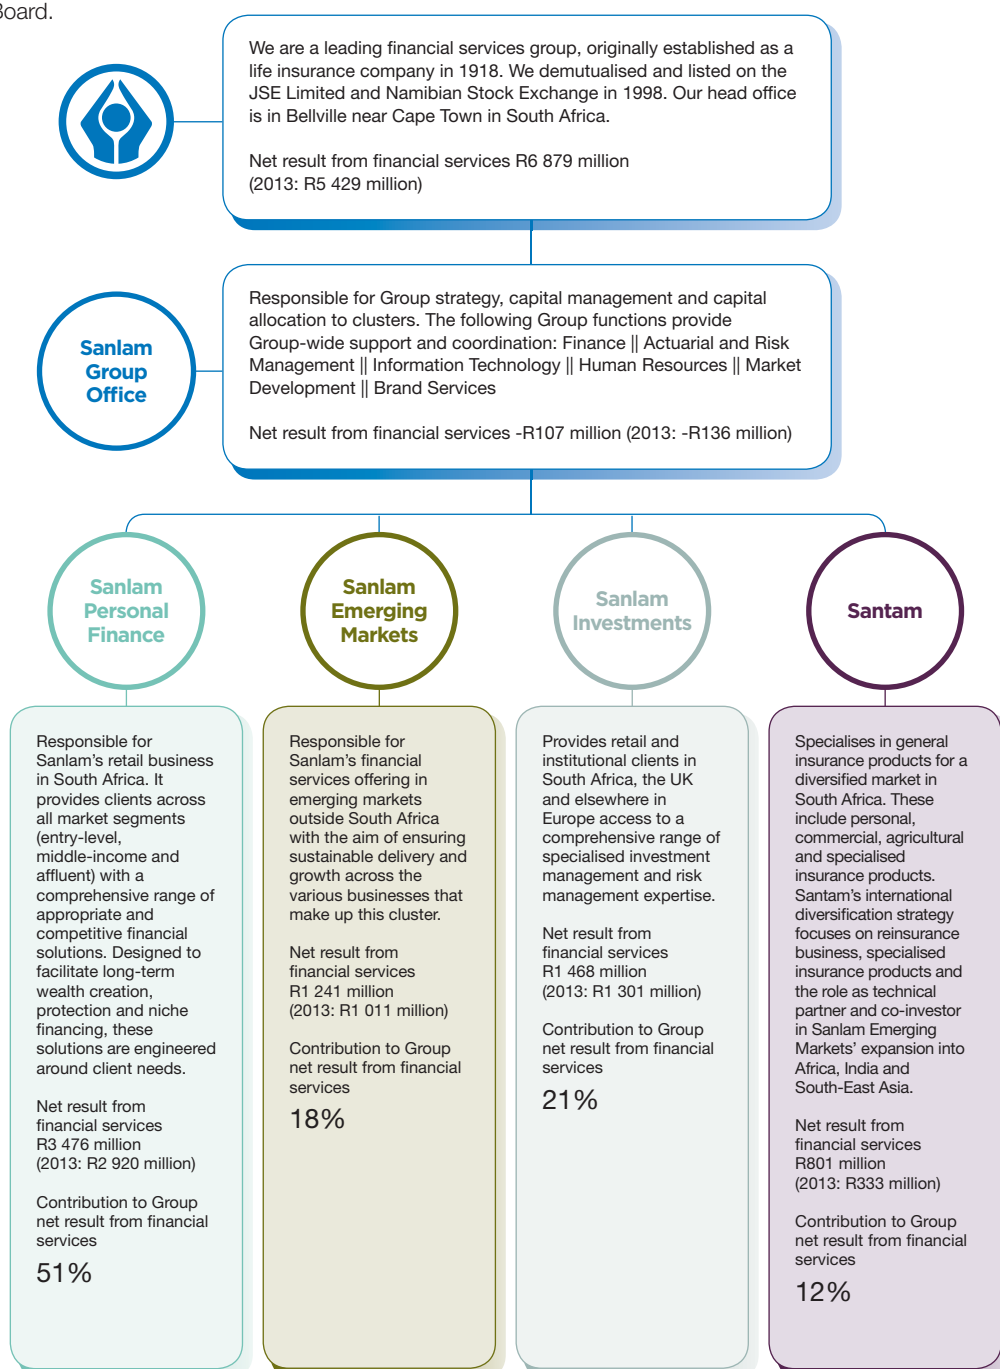 Board.
We are a leading financial services group, originally established as a
life insurance company in 1918. We demutualised and listed on the
JSE Limited and Namibian Stock Exchange in 1998. Our head office
is in Bellville near Cape Town in South Africa.
Net result from financial services R6 879 million
(2013: R5 429 million)
Sanlam
Group
Office
Responsible for Group strategy, capital management and capital
allocation to clusters. The following Group functions provide
Group-wide support and coordination: Finance || Actuarial and Risk
Management || Information Technology || Human Resources || Market
Development || Brand Services
Net result from financial services -R107 million (2013: -R136 million)
Sanlam
Personal
Finance
Responsible for
Sanlam’s retail business
in South Africa. It
provides clients across
all market segments
(entry-level,
middle-income and
affluent) with a
comprehensive range of
appropriate and
competitive financial
solutions. Designed to
facilitate long-term
wealth creation,
protection and niche
financing, these
solutions are engineered
around client needs.
Net result from
financial services
R3 476 million
(2013: R2 920 million)
Contribution to Group
net result from financial
services
51%
Sanlam
Emerging
Markets
Responsible for
Sanlam’s financial
services offering in
emerging markets
outside South Africa
with the aim of ensuring
sustainable delivery and
growth across the
various businesses that
make up this cluster.
Net result from
financial services
R1 241 million
(2013: R1 011 million)
Contribution to Group
net result from financial
services
18%
Sanlam
Investments
Provides retail and
institutional clients in
South Africa, the UK
and elsewhere in
Europe access to a
comprehensive range of
specialised investment
management and risk
management expertise.
Net result from
financial services
R1 468 million
(2013: R1 301 million)
Contribution to Group
net result from financial
services
21%
Santam
Specialises in general
insurance products for a
diversified market in
South Africa. These
include personal,
commercial, agricultural
and specialised
insurance products.
Santam’s international
diversification strategy
focuses on reinsurance
business, specialised
insurance products and
the role as technical
partner and co-investor
in Sanlam Emerging
Markets’ expansion into
Africa, India and
South-East Asia.
Net result from
financial services
R801 million
(2013: R333 million)
Contribution to Group
net result from financial
services
12%